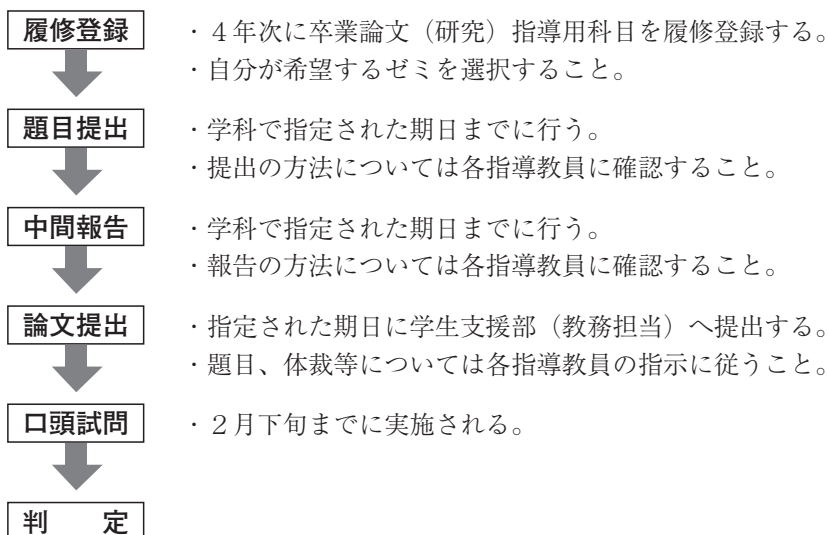 履修登録
・４年次に卒業論文（研究）指導用科目を履修登録する。
・自分が希望するゼミを選択すること。
題目提出
・学科で指定された期日までに行う。
・提出の方法については各指導教員に確認すること。
中間報告
・学科で指定された期日までに行う。
・報告の方法については各指導教員に確認すること。
論文提出
・指定された期日に学生支援部（教務担当）へ提出する。
・題目、体裁等については各指導教員の指示に従うこと。
口頭試問
・２月下旬までに実施される。
判　　定